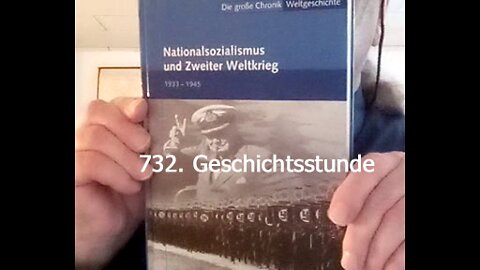 Die große Chronik Weltgeschichte
Nationalsozialismus
und Zweiter Weltkrieg
1933 – 1945
732. Geschichtsstunde